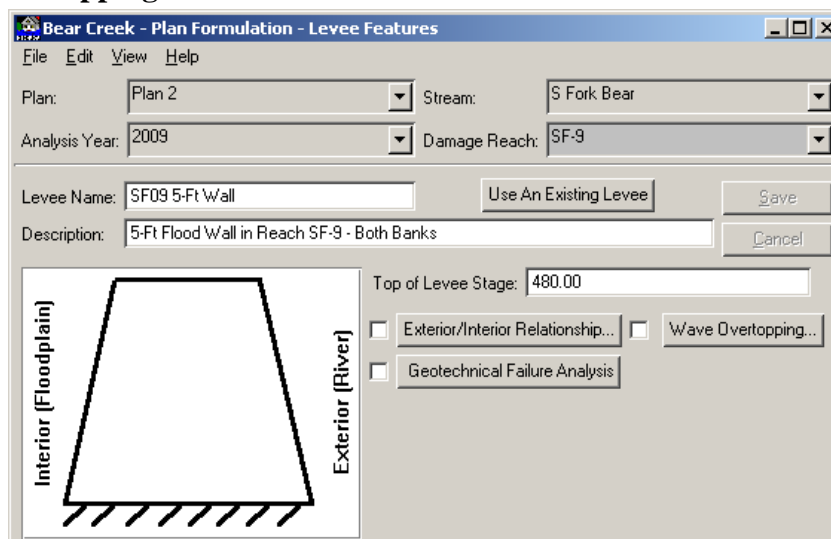 Bear Creek - Plan Formulation - Levee Features
File Edit View Help
Plan: Plan 2 Stream: S Fork Bear
Analysis Year: 2009 Damage Reach: SF-9
Levee Name: SF09 5-Ft Wall Use An Existing Levee Save
Description: 5-Ft Flood Wall in Reach SF-9 - Both Banks Cancel
Top of Levee Stage: 480.00
Exterior/Interior Relationship... Wave Overtopping...
Geotechnical Failure Analysis
Interior (Floodplain)
Exterior (River)